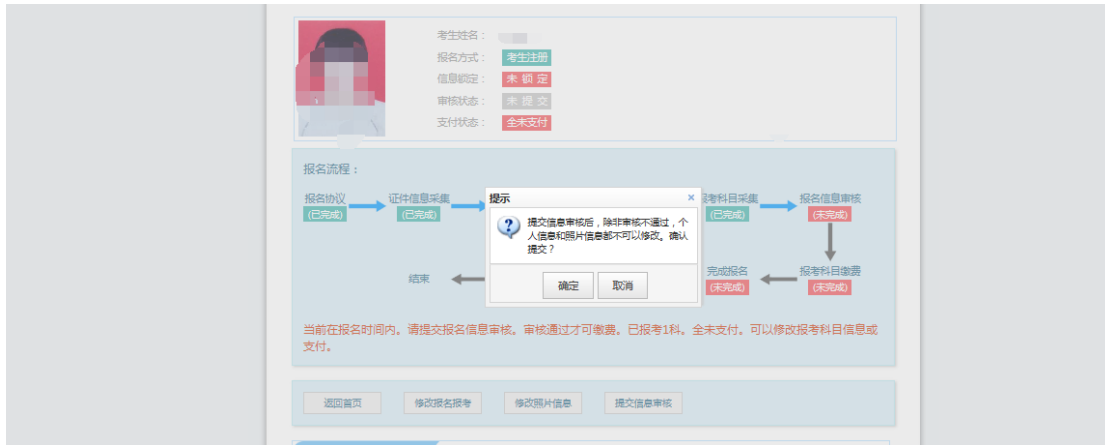 考生姓名：
报名方式： 考生注册
信息锁定： 未 锁 定
审核状态： 未 提 交
支付状态： 全未支付
报名流程：
报名协议
(已完成)
证件信息采集
(已完成)
报考科目采集
(已完成)
报名信息审核
(未完成)
提示 ×
提交信息审核后，除非审核不通过，个
人信息和照片信息都不可以修改。确认
提交？
确定 取消
结束
完成报名
(未完成)
报考科目缴费
(未完成)
当前在报名时间内。请提交报名信息审核。审核通过才可缴费。已报考1科。全未支付。可以修改报考科目信息或
支付。
返回首页 修改报名报考 修改照片信息 提交信息审核